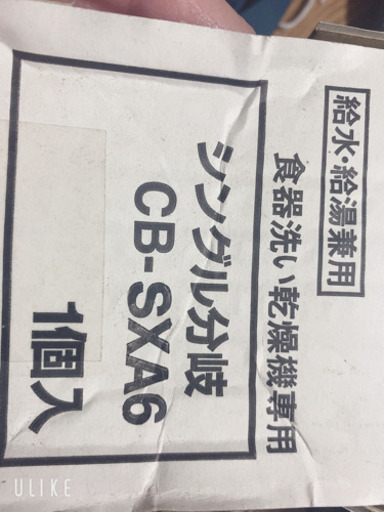 給水・給湯兼用
食器洗い乾燥機専用
シングル分岐
CB-SXA6
1個入
ULIKE